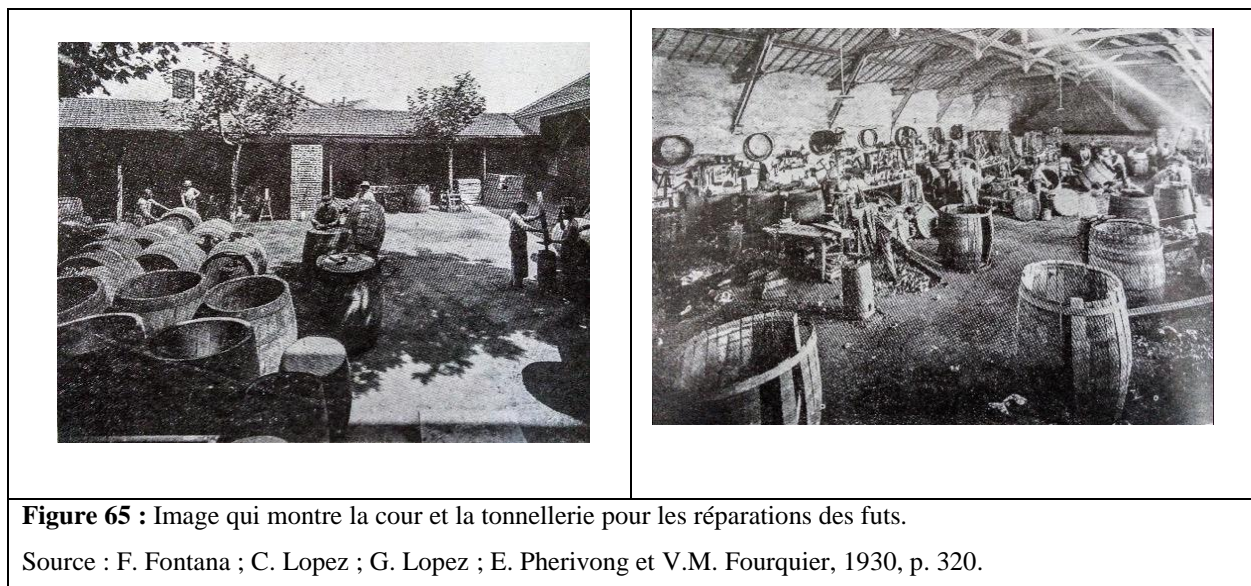 Figure 65 : Image qui montre la cour et la tonnellerie pour les réparations des futs.
Source : F. Fontana ; C. Lopez ; G. Lopez ; E. Pherivong et V.M. Fourquier, 1930, p. 320.